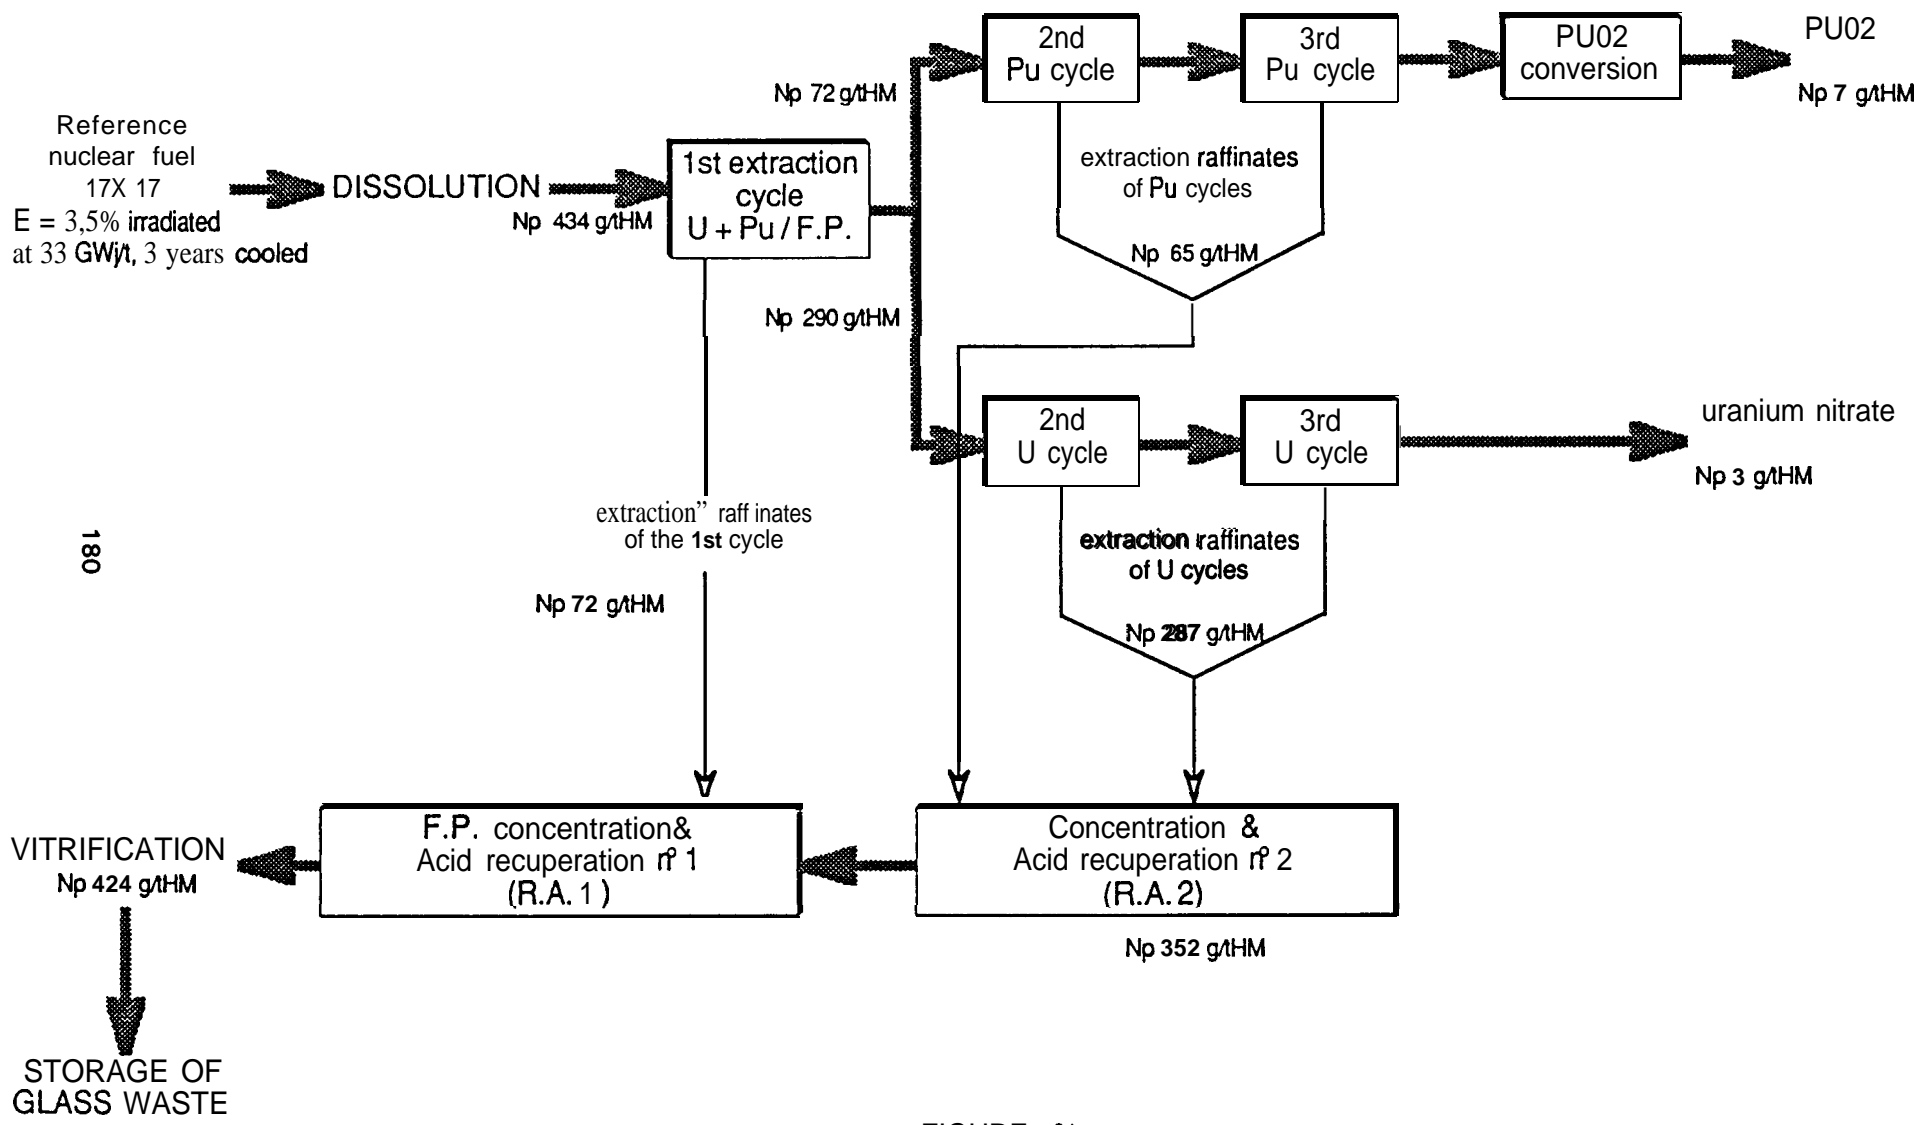 Reference
nuclear fuel
17X 17
E = 3,5% irradiated
at 33 GWj/t, 3 years cooled
DISSOLUTION
Np 434 g/tHM
1st extraction
cycle
U + Pu / F.P.
Np 72 g/tHM
Np 290 g/tHM
2nd
Pu cycle
3rd
Pu cycle
PU02
conversion
PU02
Np 7 g/tHM
extraction raffinates
of Pu cycles
Np 65 g/tHM
2nd
U cycle
3rd
U cycle
uranium nitrate
Np 3 g/tHM
extraction raffinates
of U cycles
Np 287 g/tHM
extraction” raff inates
of the 1st cycle
Np 72 g/tHM
180
VITRIFICATION
Np 424 g/tHM
F.P. concentration&
Acid recuperation n° 1
(R.A. 1 )
Concentration &
Acid recuperation n° 2
(R.A. 2)
Np 352 g/tHM
STORAGE OF
GLASS WASTE